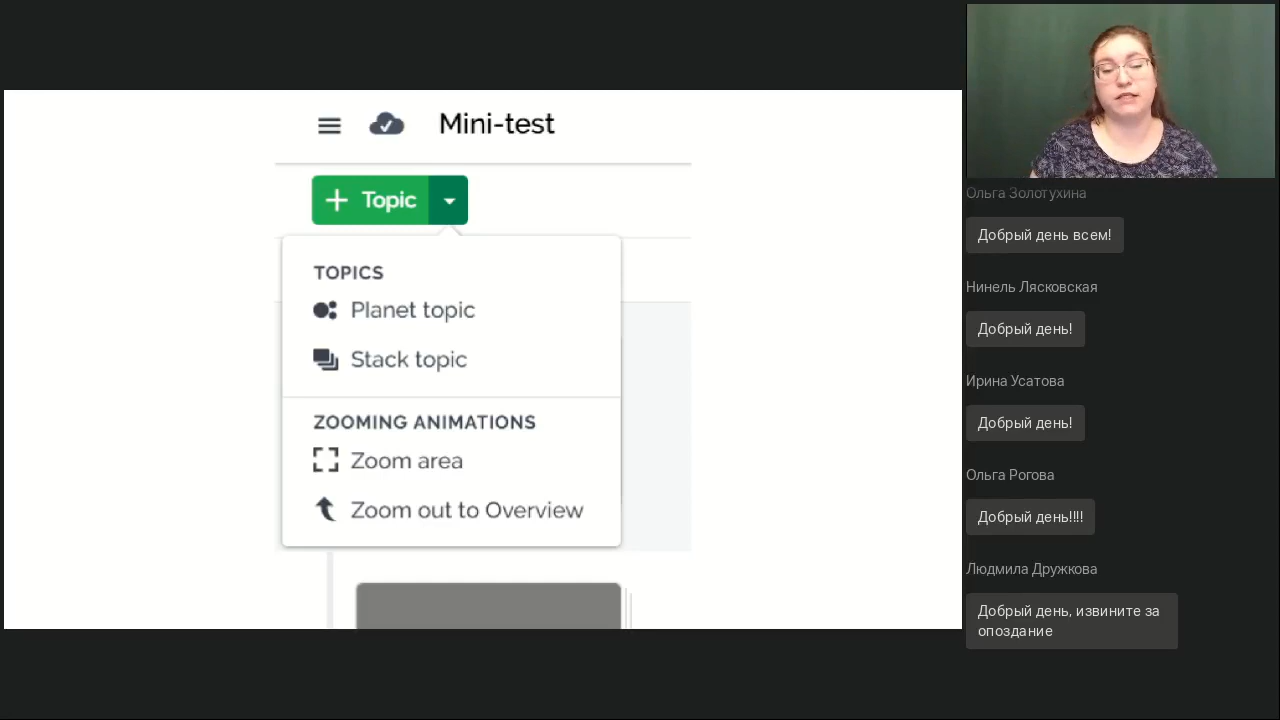 Mini-test
Topic
TOPICS
Planet topic
Stack topic
ZOOMING ANIMATIONS
Zoom area
Zoom out to Overview
Ольга Золотухина
Добрый день всем!
Нинель Лясковская
Добрый день!
Ирина Усатова
Добрый день!
Ольга Рогова
Добрый день!!!!
Людмила Дружкова
Добрый день, извините за
опоздание